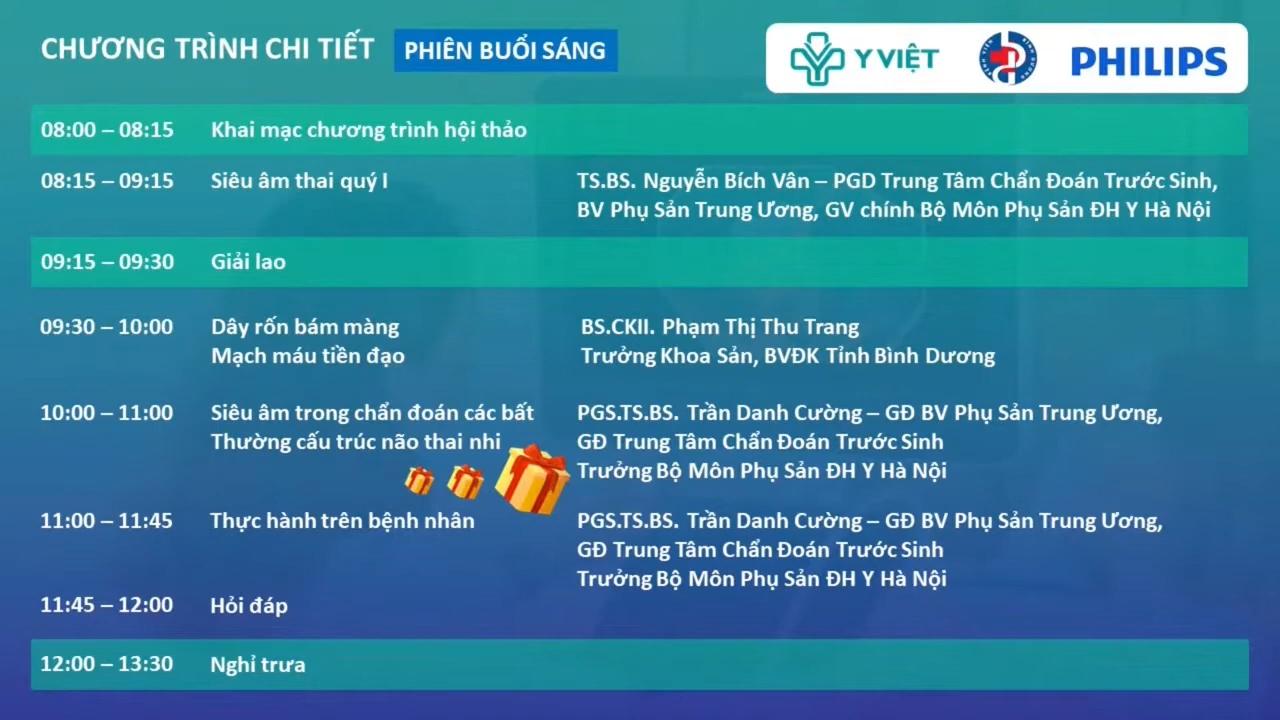 CHƯƠNG TRÌNH CHI TIẾT PHIÊN BUỔI SÁNG
Y VIỆT PHILIPS
08:00 – 08:15 Khai mạc chương trình hội thảo
08:15 – 09:15 Siêu âm thai quý I TS.BS. Nguyễn Bích Vân – PGD Trung Tâm Chẩn Đoán Trước Sinh,
BV Phụ Sản Trung Ương, GV chính Bộ Môn Phụ Sản ĐH Y Hà Nội
09:15 – 09:30 Giải lao
09:30 – 10:00 Dây rốn bám màng BS.CKII. Phạm Thị Thu Trang
Mạch máu tiền đạo Trưởng Khoa Sản, BVĐK Tỉnh Bình Dương
10:00 – 11:00 Siêu âm trong chẩn đoán các bất PGS.TS.BS. Trần Danh Cường – GĐ BV Phụ Sản Trung Ương,
Thường cấu trúc não thai nhi GĐ Trung Tâm Chẩn Đoán Trước Sinh
Trưởng Bộ Môn Phụ Sản ĐH Y Hà Nội
11:00 – 11:45 Thực hành trên bệnh nhân PGS.TS.BS. Trần Danh Cường – GĐ BV Phụ Sản Trung Ương,
GĐ Trung Tâm Chẩn Đoán Trước Sinh
Trưởng Bộ Môn Phụ Sản ĐH Y Hà Nội
11:45 – 12:00 Hỏi đáp
12:00 – 13:30 Nghỉ trưa